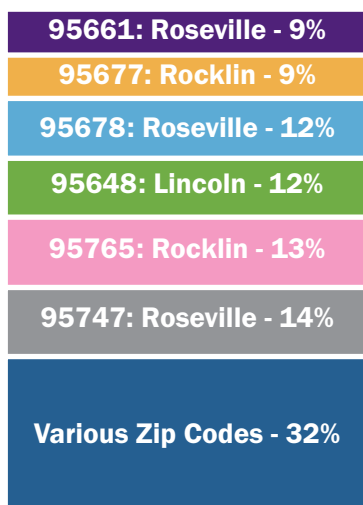 95661: Roseville - 9%
95677: Rocklin - 9%
95678: Roseville - 12%
95648: Lincoln - 12%
95765: Rocklin - 13%
95747: Roseville - 14%
Various Zip Codes - 32%